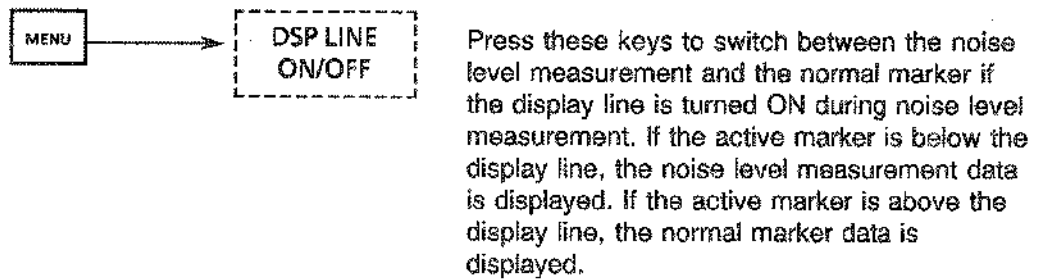 MENU
DSP LINE
ON/OFF
Press these keys to switch between the noise
level measurement and the normal marker if
the display line is turned ON during noise level
measurement. If the active marker is below the
display line, the noise level measurement data
is displayed. If the active marker is above the
display line, the normal marker data is
displayed.